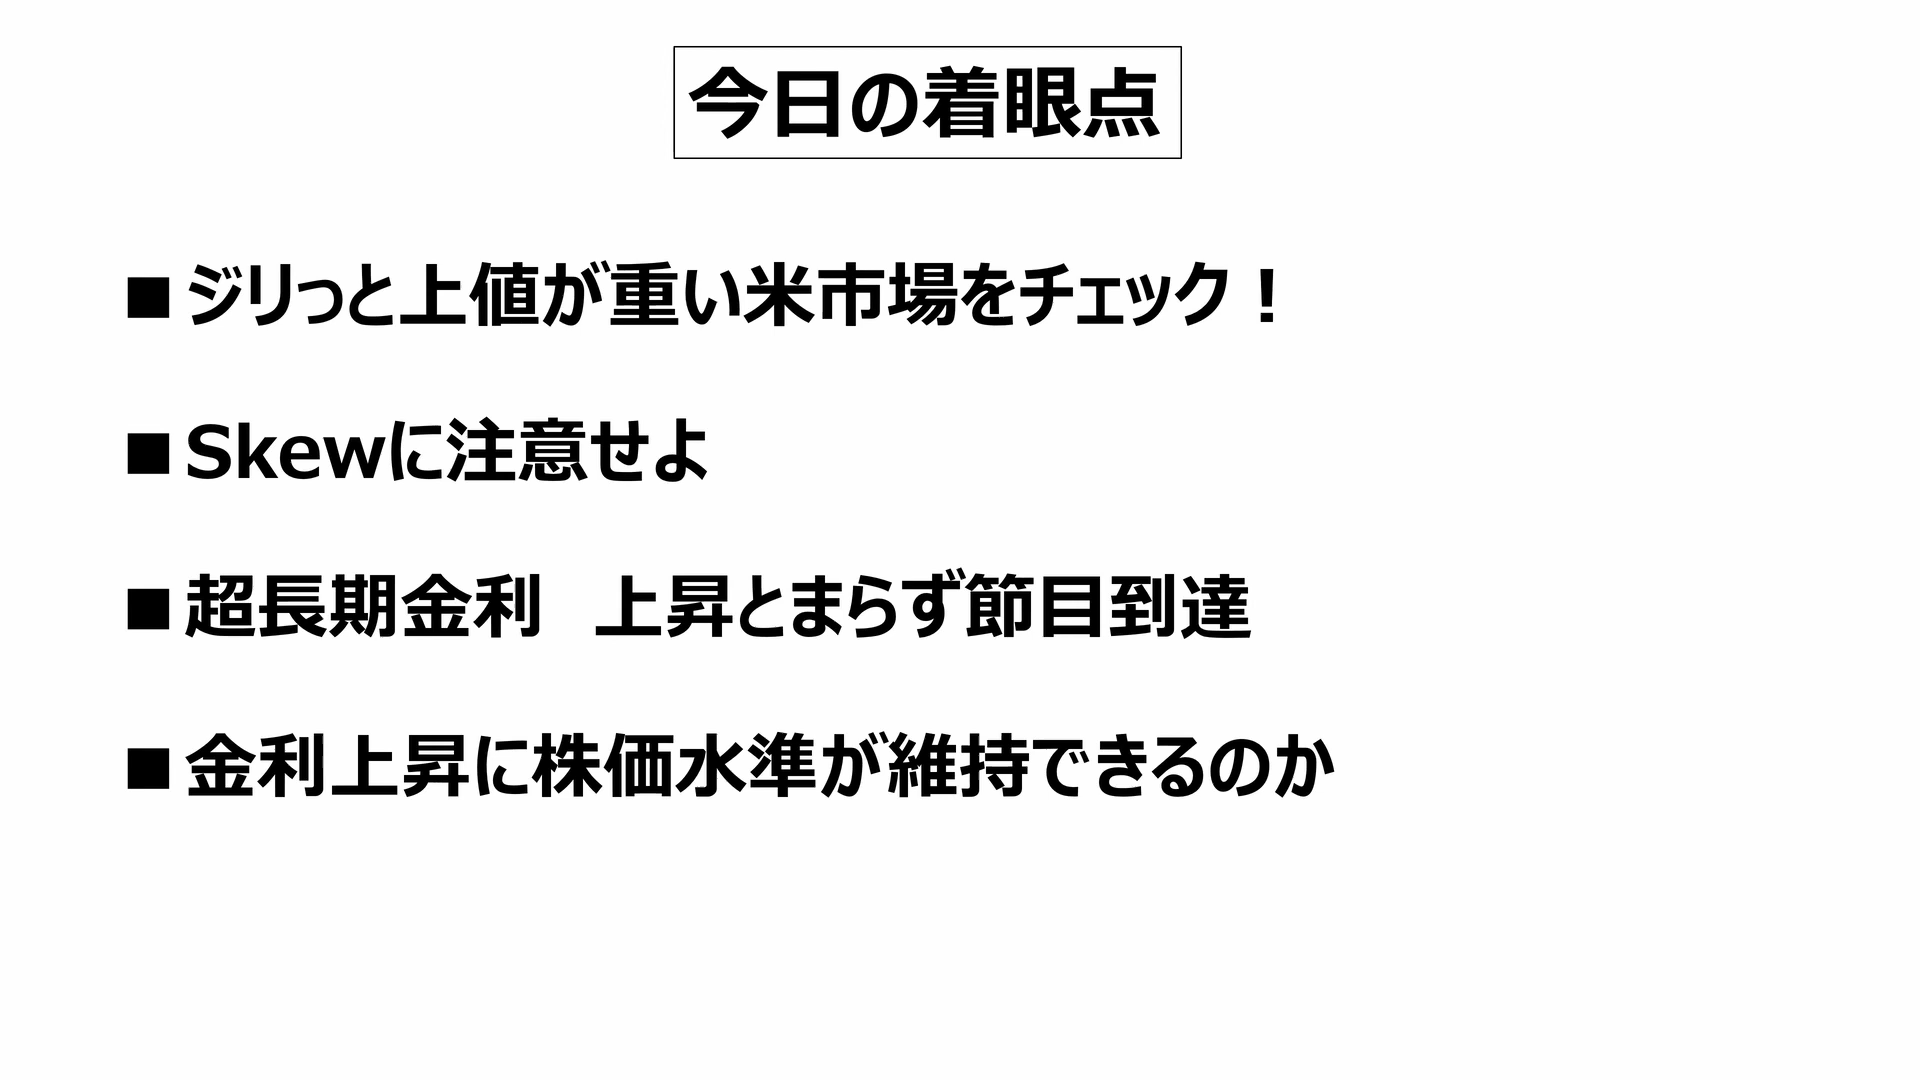 今日の着眼点
■ジリっと上値が重い米市場をチェック！
■Skewに注意せよ
■超長期金利　上昇とまらず節目到達
■金利上昇に株価水準が維持できるのか